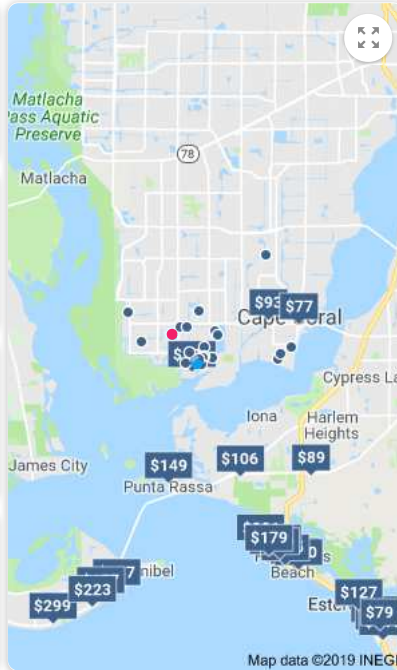 Matlacha
Pass Aquatic
Preserve
78
Matlacha
$93
$77
Cape Coral
Cypress La
Iona
Harlem
Heights
James City
$149
$106
$89
Punta Rassa
$179
Beach
$223
$299
$127
Ester
$79
Map data ©2019 INEGI